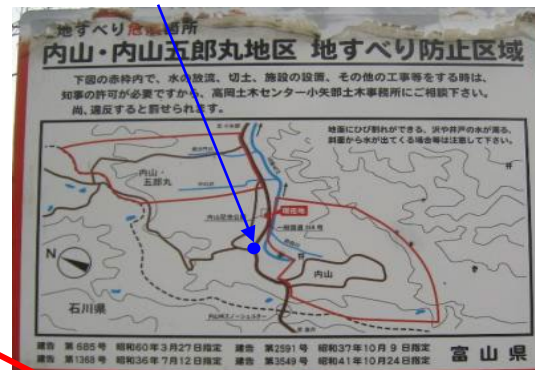 地すべり危険箇所
内山・内山五郎丸地区 地すべり防止区域
下図の赤枠内で、水の放流、切土、施設の設置、その他の工事等をする時は、
知事の許可が必要ですから、高岡土木センター小矢部土木事務所にご相談下さい。
尚、違反すると罰せられます。
地面にひび割れができる、沢や井戸の水が濁る、
斜面から水が出てくる場合等は注意して下さい。
内山・
五郎丸
現在地
内山
N
石川県
建告 第685号 昭和60年3月27日指定 建告 第2591号 昭和37年10月9日指定
建告 第1368号 昭和36年7月12日指定 建告 第3549号 昭和41年10月24日指定
富山県